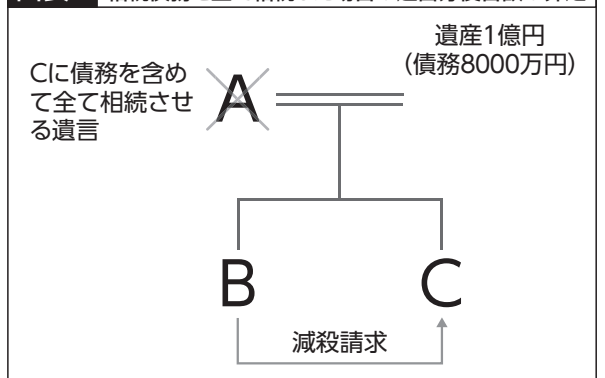 遺産1億円
(債務8000万円)
Cに債務を含め
て全て相続させ
る遺言
A
B
C
減殺請求